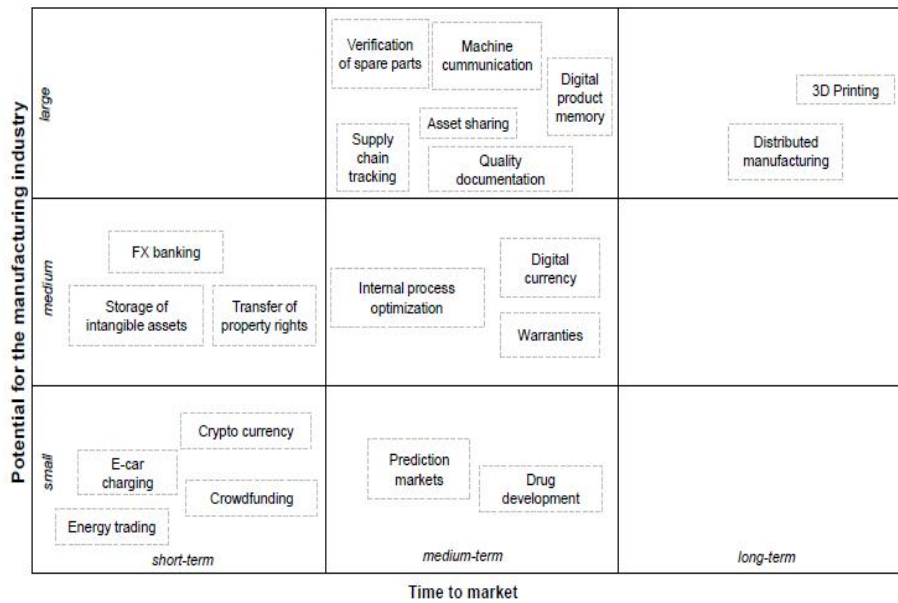 Potential for the manufacturing industry
large
Verification
of spare parts
Machine
cummunication
Digital
product
memory
Asset sharing
Supply
chain
tracking
Quality
documentation
3D Printing
Distributed
manufacturing
medium
FX banking
Storage of
intangible assets
Transfer of
property rights
Internal process
optimization
Digital
currency
Warranties
small
Crypto currency
E-car
charging
Crowdfunding
Energy trading
Prediction
markets
Drug
development
short-term
medium-term
long-term
Time to market